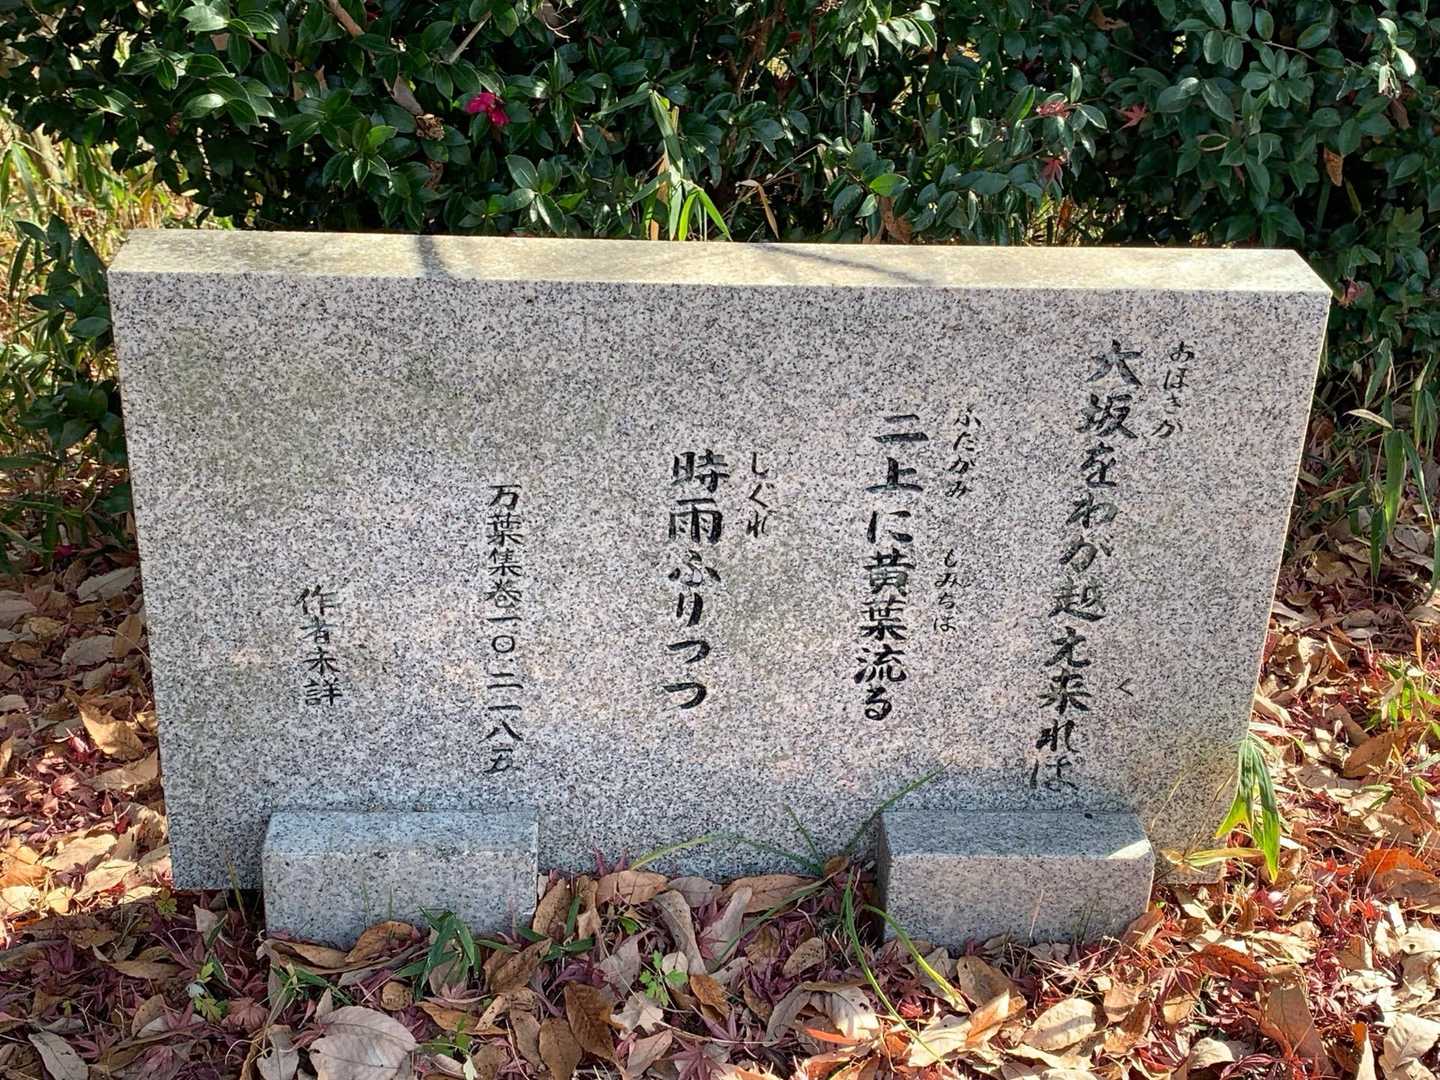 おほさか
く
大坂をわが越え来れば
ふたがみ
もみちは
二上に黄葉流る
しぐれ
時雨ふりつつ
万葉集巻一〇・二一八五
作者未詳